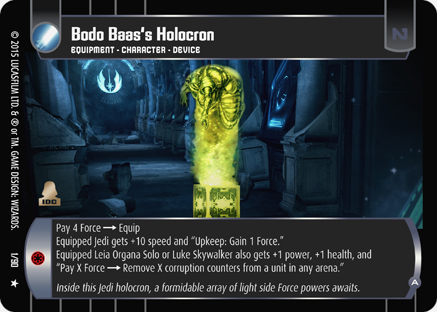 Bodo Baas's Holocron
EQUIPMENT - CHARACTER - DEVICE
N
© 2015 LUCASFILM LTD. & ® or TM. GAME DESIGN: WIZARDS.
IDC
1/90
Pay 4 Force → Equip
Equipped Jedi gets +10 speed and “Upkeep: Gain 1 Force.”
Equipped Leia Organa Solo or Luke Skywalker also gets +1 power, +1 health, and
“Pay X Force → Remove X corruption counters from a unit in any arena.”
Inside this Jedi holocron, a formidable array of light side Force powers awaits.
A